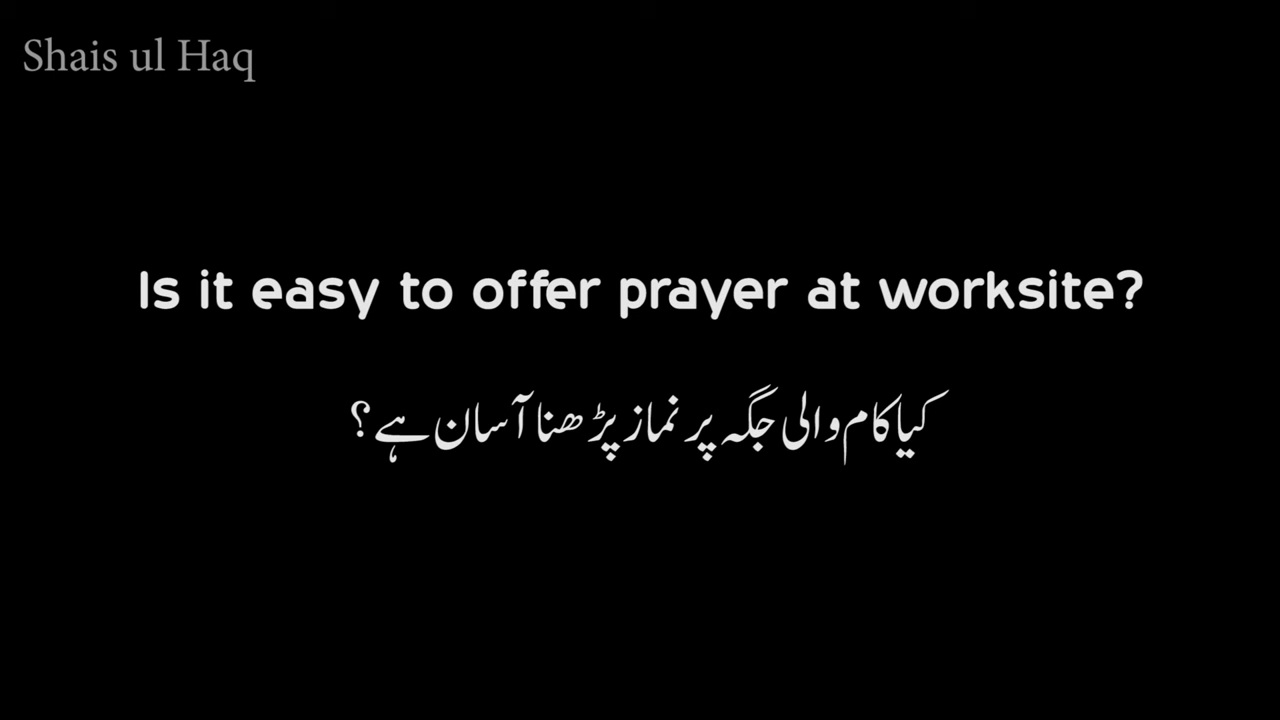 Shais ul Haq
Is it easy to offer prayer at worksite?
کیا کام والی جگہ پر نماز پڑھنا آسان ہے؟